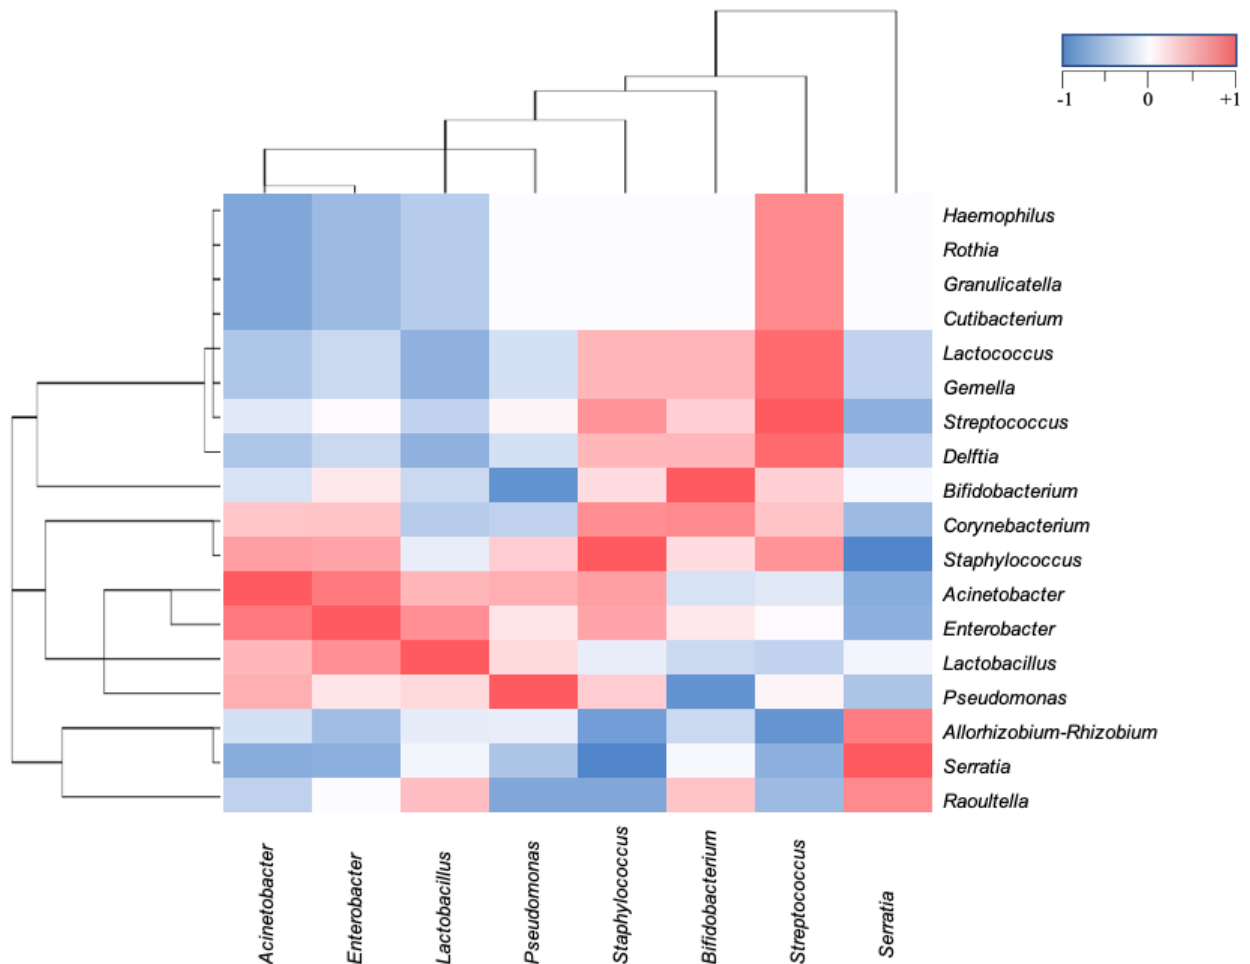 -1 0 +1
Haemophilus
Rothia
Granulicatella
Cutibacterium
Lactococcus
Gemella
Streptococcus
Delftia
Bifidobacterium
Corynebacterium
Staphylococcus
Acinetobacter
Enterobacter
Lactobacillus
Pseudomonas
Allorhizobium-Rhizobium
Serratia
Raoultella
Acinetobacter
Enterobacter
Lactobacillus
Pseudomonas
Staphylococcus
Bifidobacterium
Streptococcus
Serratia